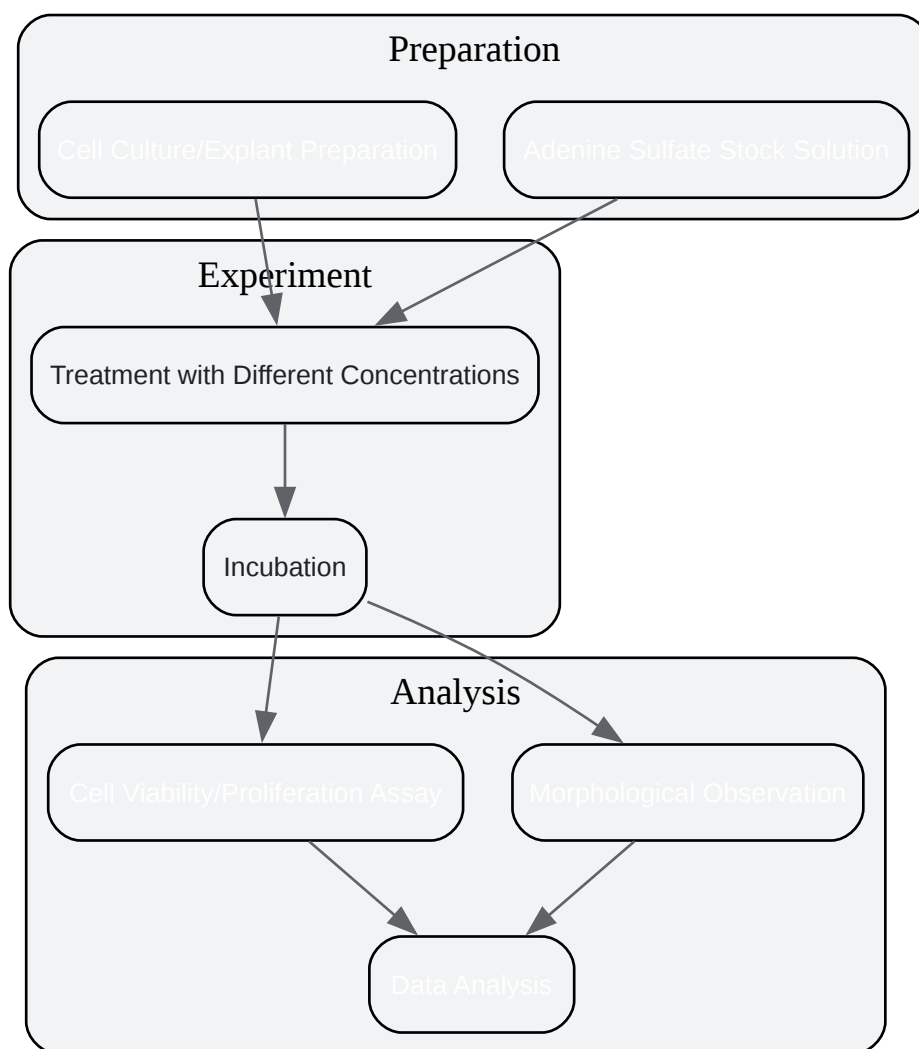 Preparation
Cell Culture/Explant Preparation
Adenine Sulfate Stock Solution
Experiment
Treatment with Different Concentrations
Incubation
Analysis
Cell Viability/Proliferation Assay
Morphological Observation
Data Analysis